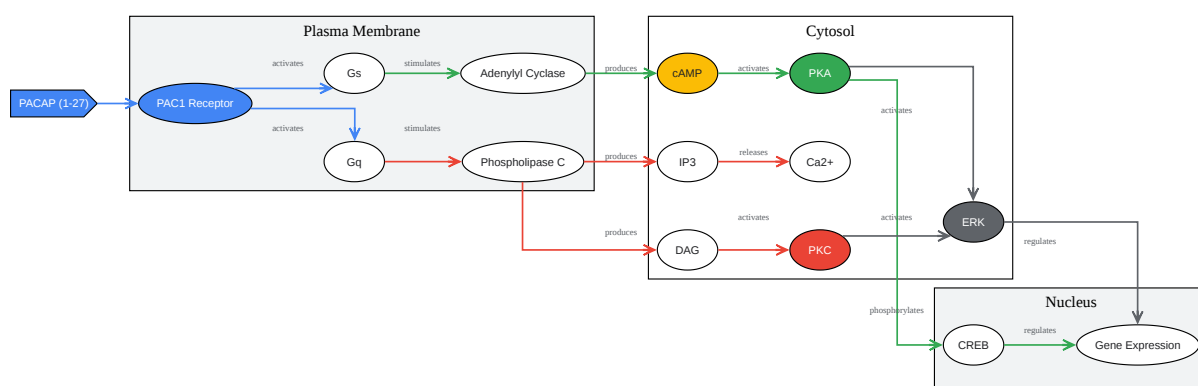 Plasma Membrane
Cytosol
activates
Gs
stimulates
Adenylyl Cyclase
produces
cAMP
activates
PKA
PACAP (1-27)
PAC1 Receptor
activates
activates
stimulates
Gq
Phospholipase C
produces
IP3
releases
Ca2+
produces
DAG
activates
PKC
activates
ERK
regulates
Nucleus
phosphorylates
CREB
regulates
Gene Expression